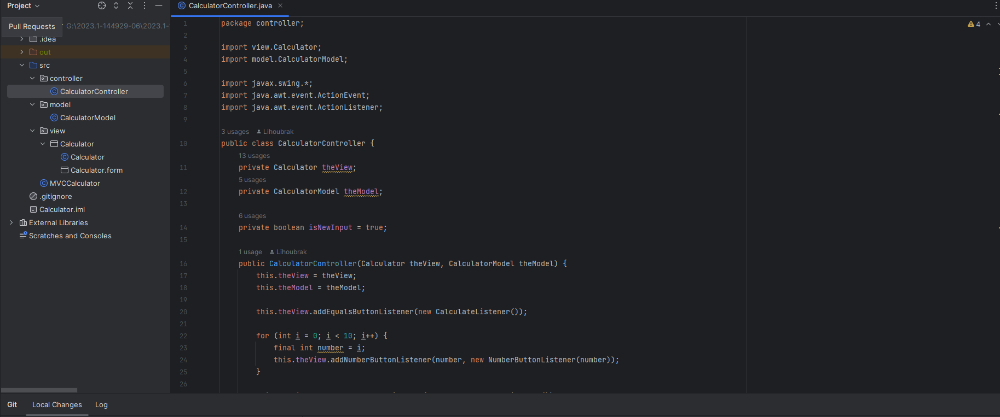 Project
CalculatorController.java
Pull Requests
G:\2023.1-144929-06\2023.1-
.idea
out
src
controller
CalculatorController
model
CalculatorModel
view
Calculator
Calculator
Calculator.form
MVCCalculator
.gitignore
Calculator.iml
External Libraries
Scratches and Consoles
4
1 package controller;
2
3 import view.Calculator;
4 import model.CalculatorModel;
5
6 import javax.swing.*;
7 import java.awt.event.ActionEvent;
8 import java.awt.event.ActionListener;
9
3 usages Lihoubrak
10 public class CalculatorController {
13 usages
11 private Calculator theView;
5 usages
12 private CalculatorModel theModel;
13
6 usages
14 private boolean isNewInput = true;
15
1 usage Lihoubrak
16 public CalculatorController(Calculator theView, CalculatorModel theModel) {
17 this.theView = theView;
18 this.theModel = theModel;
19
20 this.theView.addEqualsButtonListener(new CalculateListener());
21
22 for (int i = 0; i < 10; i++) {
23 final int number = i;
24 this.theView.addNumberButtonListener(number, new NumberButtonListener(number));
25 }
26
Git Local Changes Log